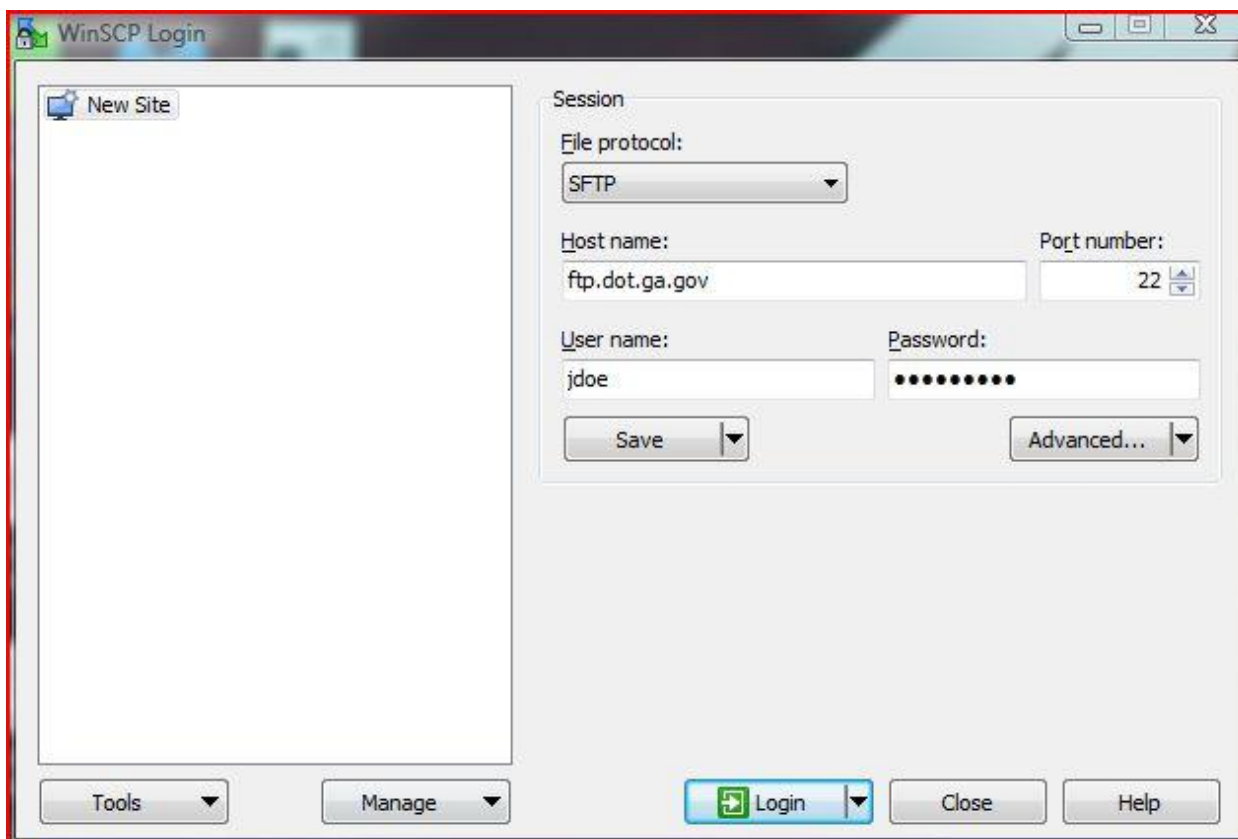 WinSCP Login
New Site
Session
File protocol:
SFTP
Host name:
Port number:
ftp.dot.ga.gov
22
User name:
Password:
jdoe
•••••••••
Save
Advanced...
Tools
Manage
Login
Close
Help